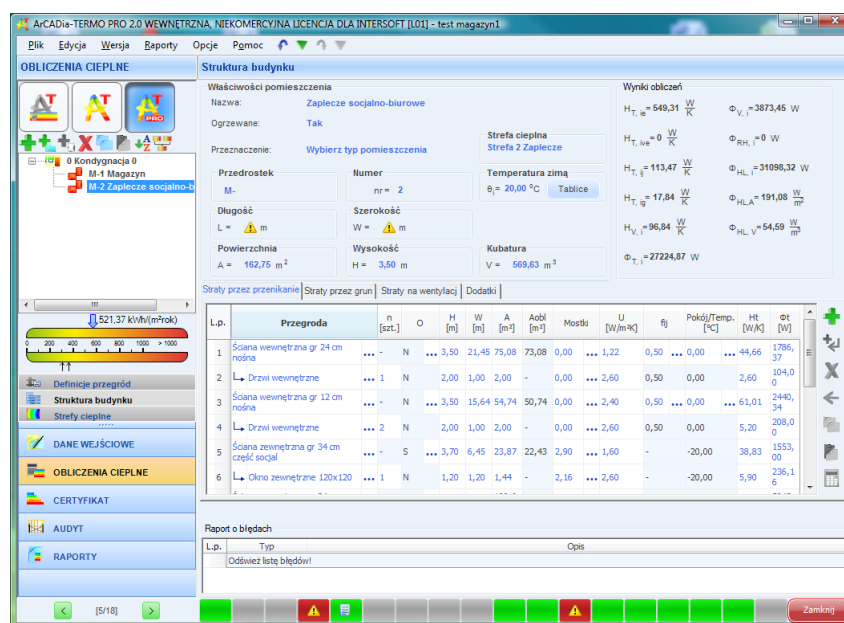 ArCADia-TERMO PRO 2.0 WEWNĘTRZNA, NIEKOMERCYJNA LICENCJA DLA INTERSOFT [L01] - test magazyn1
Plik Edycja Wersja Raporty Opcje Pomoc
OBLICZENIA CIEPLNE
Struktura budynku
0 Kondygnacja 0
M-1 Magazyn
M-2 Zaplecze socjalno-b
521,37 kWh/(m²rok)
0 200 400 600 800 1000 > 1000
Definicje przegród
Struktura budynku
Strefy cieplne
DANE WEJŚCIOWE
OBLICZENIA CIEPLNE
CERTYFIKAT
AUDYT
RAPORTY
[5/18]
Właściwości pomieszczenia
Nazwa: Zaplecze socjalno-biurowe
Ogrzewane: Tak
Przeznaczenie: Wybierz typ pomieszczenia
Strefa cieplna
Strefa 2 Zaplecze
Przedrostek
M-
Numer
nr = 2
Temperatura zimą
θi= 20,00 °C Tablice
Długość
L = m
Szerokość
W = m
Powierzchnia
A = 162,75 m²
Wysokość
H = 3,50 m
Kubatura
V = 569,63 m³
Wyniki obliczeń
HT, ie= 549,31 W/K
ΦV, i= 3873,45 W
HT, ive= 0 W/K
ΦRH, i= 0 W
HT, ij= 113,47 W/K
ΦHL, i= 31098,32 W
HT, ig= 17,84 W/K
ΦHL,A= 191,08 W/m²
HV, i= 96,84 W/K
ΦHL, V= 54,59 W/m³
ΦT, i= 27224,87 W
Straty przez przenikanie Straty przez grun Straty na wentylacj Dodatki
L.p. Przegroda n [szt.] O H [m] W [m] A [m²] Aobl [m²] Mostki U [W/m²K] fij Pokój/Temp. [°C] Ht [W/K] Φt [W]
1 Ściana wewnętrzna gr 24 cm nośna ... - N ... 3,50 21,45 75,08 73,08 0,00 ... 1,22 0,50 ... 0,00 ... 44,66 1786,37
2 Drzwi wewnętrzne ... 1 N 2,00 1,00 2,00 - 0,00 ... 2,60 0,50 0,00 2,60 104,00
3 Ściana wewnętrzna gr 12 cm nośna ... - N ... 3,50 15,64 54,74 50,74 0,00 ... 2,40 0,50 ... 0,00 ... 61,01 2440,34
4 Drzwi wewnętrzne ... 2 N 2,00 1,00 2,00 - 0,00 ... 2,60 0,50 0,00 5,20 208,00
5 Ściana zewnętrzna gr 34 cm część socjal ... - S ... 3,70 6,45 23,87 22,43 2,90 ... 1,60 - -20,00 38,83 1553,00
6 Okno zewnętrzne 120x120 ... 1 N 1,20 1,20 1,44 - 2,16 ... 2,60 - -20,00 5,90 236,16
Raport o błędach
L.p. Typ Opis
Odśwież listę błędów!
Zamknij